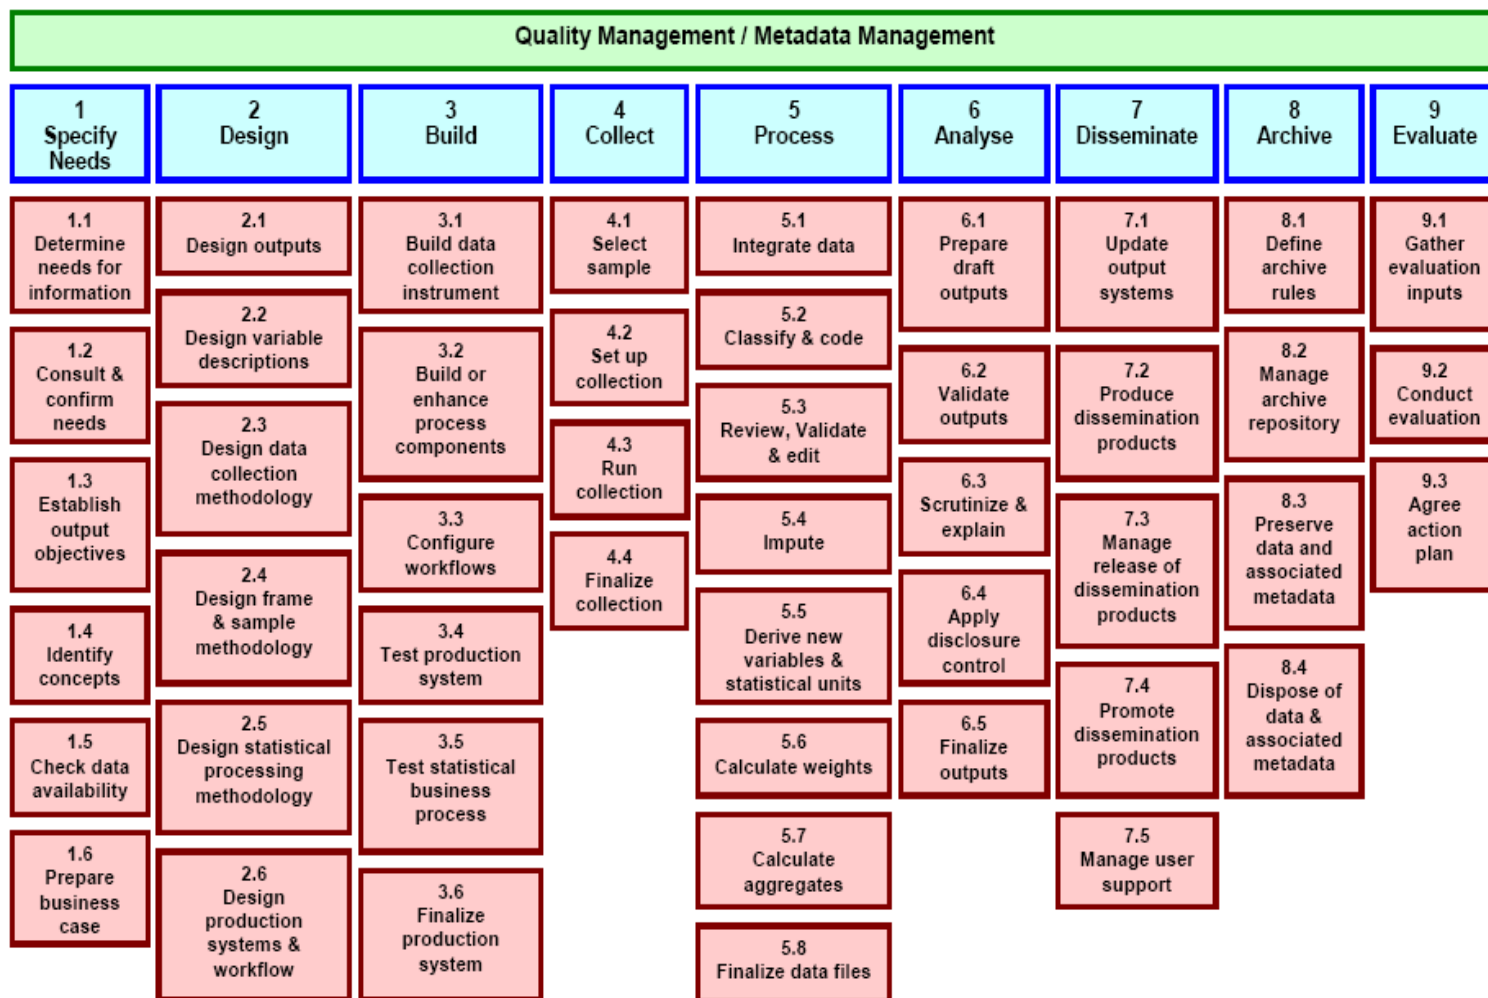 Quality Management / Metadata Management
1
Specify
Needs
2
Design
3
Build
4
Collect
5
Process
6
Analyse
7
Disseminate
8
Archive
9
Evaluate
1.1
Determine
needs for
information
1.2
Consult &
confirm
needs
1.3
Establish
output
objectives
1.4
Identify
concepts
1.5
Check data
availability
1.6
Prepare
business
case
2.1
Design outputs
2.2
Design variable
descriptions
2.3
Design data
collection
methodology
2.4
Design frame
& sample
methodology
2.5
Design statistical
processing
methodology
2.6
Design
production
systems &
workflow
3.1
Build data
collection
instrument
3.2
Build or
enhance
process
components
3.3
Configure
workflows
3.4
Test production
system
3.5
Test statistical
business
process
3.6
Finalize
production
system
4.1
Select
sample
4.2
Set up
collection
4.3
Run
collection
4.4
Finalize
collection
5.1
Integrate data
5.2
Classify & code
5.3
Review, Validate
& edit
5.4
Impute
5.5
Derive new
variables &
statistical units
5.6
Calculate weights
5.7
Calculate
aggregates
5.8
Finalize data files
6.1
Prepare
draft
outputs
6.2
Validate
outputs
6.3
Scrutinize &
explain
6.4
Apply
disclosure
control
6.5
Finalize
outputs
7.1
Update
output
systems
7.2
Produce
dissemination
products
7.3
Manage
release of
dissemination
products
7.4
Promote
dissemination
products
7.5
Manage user
support
8.1
Define
archive
rules
8.2
Manage
archive
repository
8.3
Preserve
data and
associated
metadata
8.4
Dispose of
data &
associated
metadata
9.1
Gather
evaluation
inputs
9.2
Conduct
evaluation
9.3
Agree
action
plan